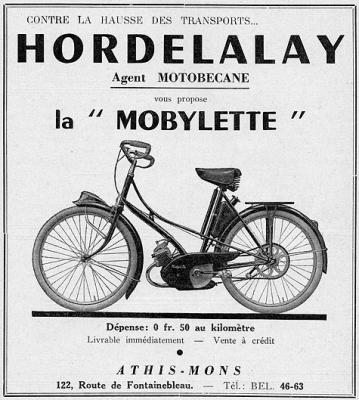 CONTRE LA HAUSSE DES TRANSPORTS...
HORDELALAY
Agent MOTOBECANE
vous propose
la " MOBYLETTE "
Dépense: 0 fr. 50 au kilomètre
Livrable immédiatement — Vente à crédit
ATHIS-MONS
122, Route de Fontainebleau. — Tél.: BEL. 46-63